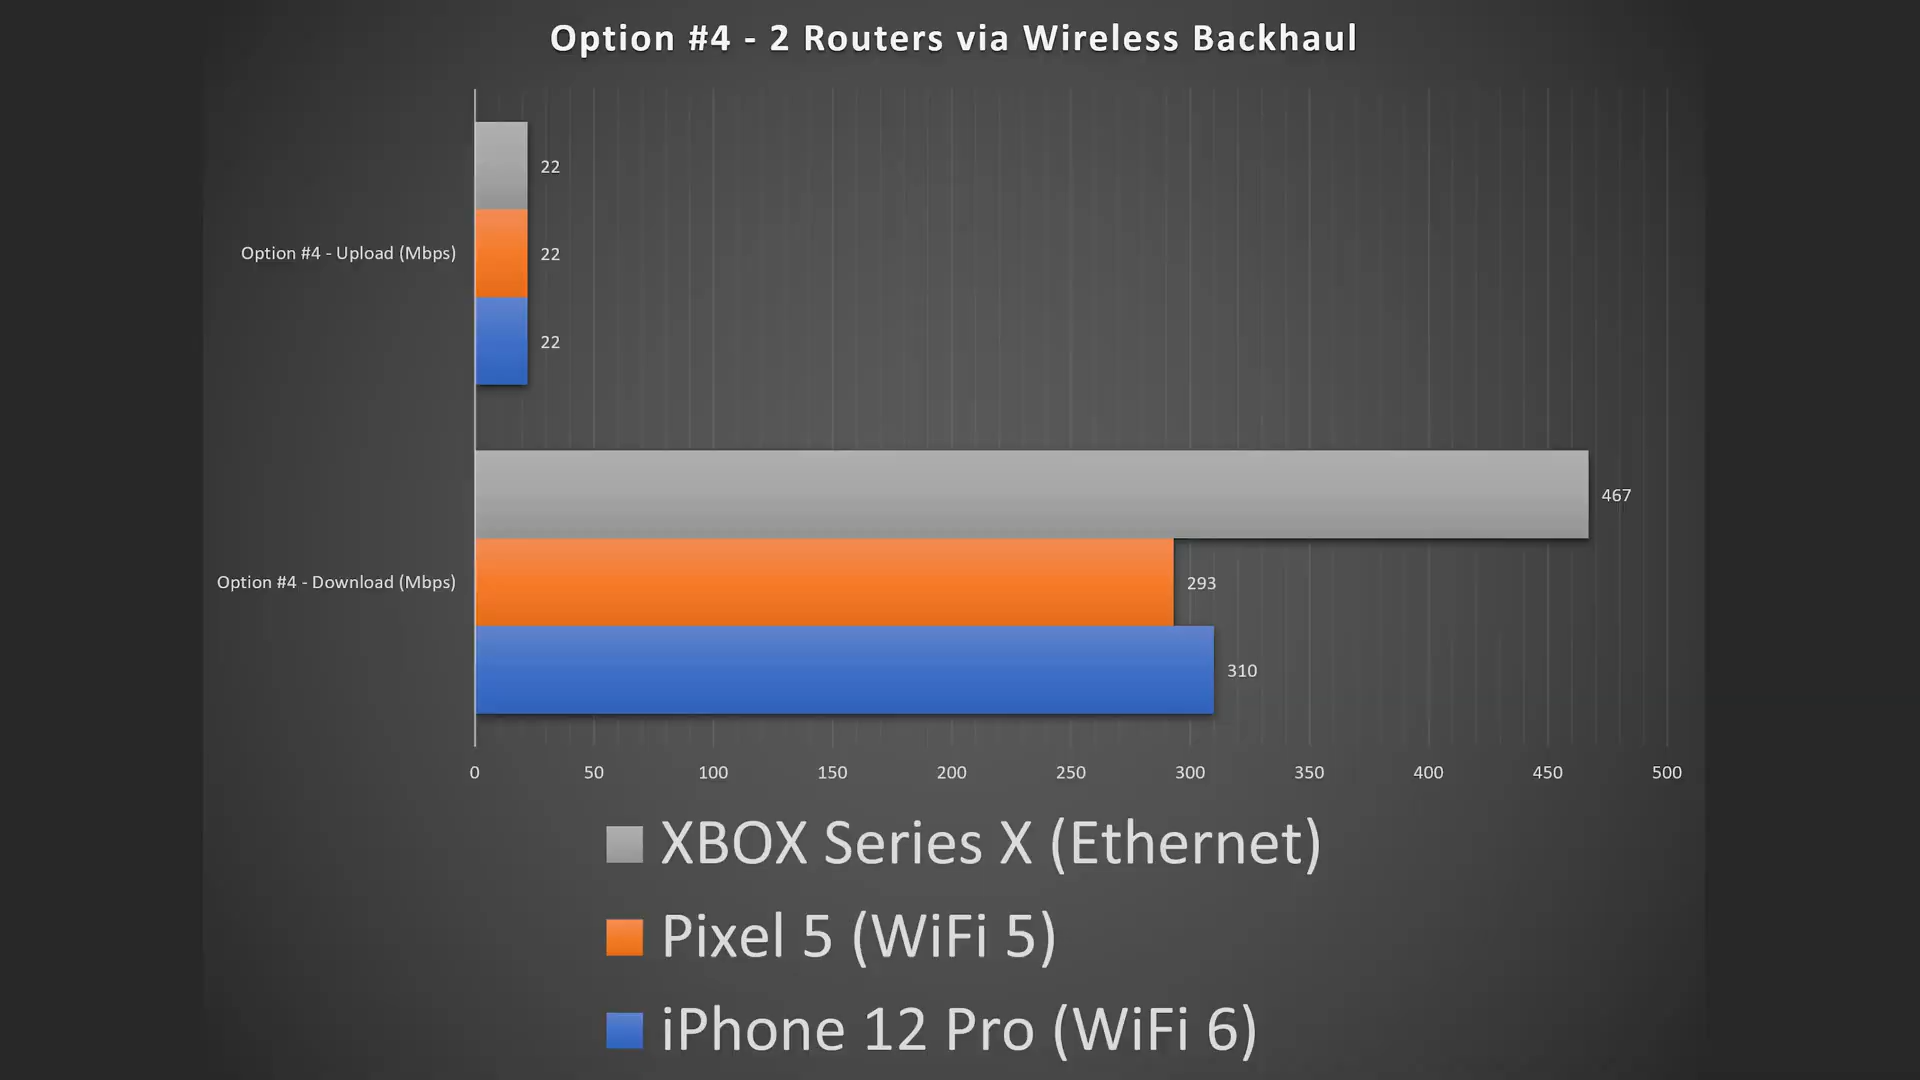 Option #4 - 2 Routers via Wireless Backhaul
22
Option #4 - Upload (Mbps)
22
22
467
Option #4 - Download (Mbps)
293
310
0 50 100 150 200 250 300 350 400 450 500
XBOX Series X (Ethernet)
Pixel 5 (WiFi 5)
iPhone 12 Pro (WiFi 6)